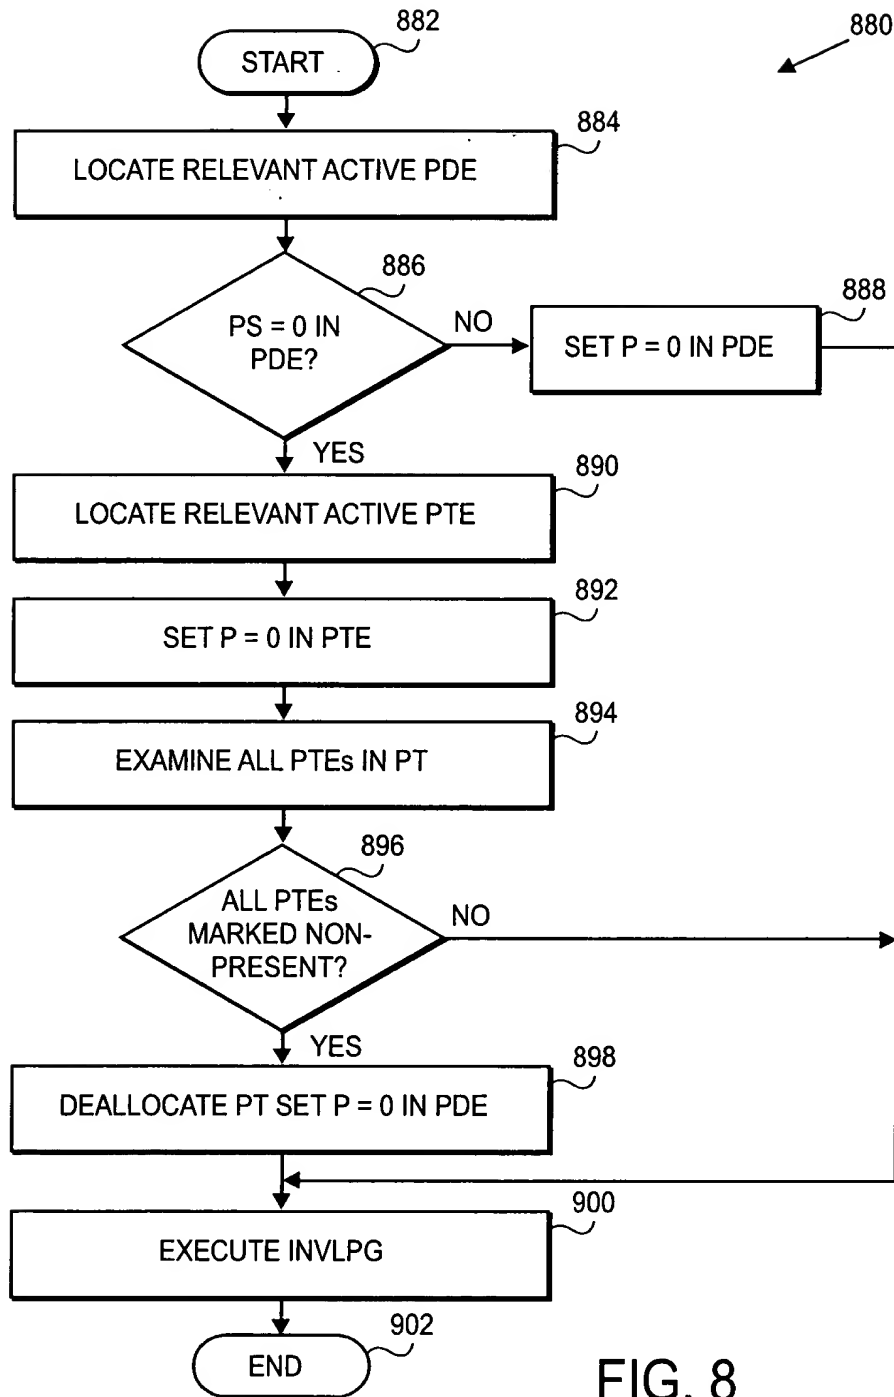 882
880
START
884
LOCATE RELEVANT ACTIVE PDE
886
PS = 0 IN
PDE?
NO
888
SET P = 0 IN PDE
YES
890
LOCATE RELEVANT ACTIVE PTE
892
SET P = 0 IN PTE
894
EXAMINE ALL PTEs IN PT
896
ALL PTEs
MARKED NON-
PRESENT?
NO
YES
898
DEALLOCATE PT SET P = 0 IN PDE
900
EXECUTE INVLPG
902
END
FIG. 8